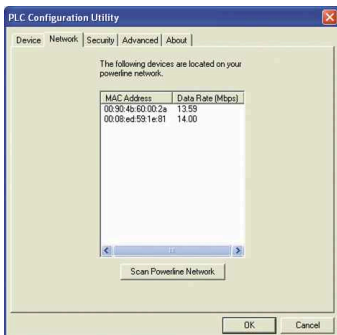 PLC Configuration Utility
Device Network Security Advanced About
The following devices are located on your
powerline network.
MAC Address Data Rate (Mbps)
00:90:4b:60:00:2a 13.59
00:08:ed:59:1e:81 14.00
Scan Powerline Network
OK Cancel